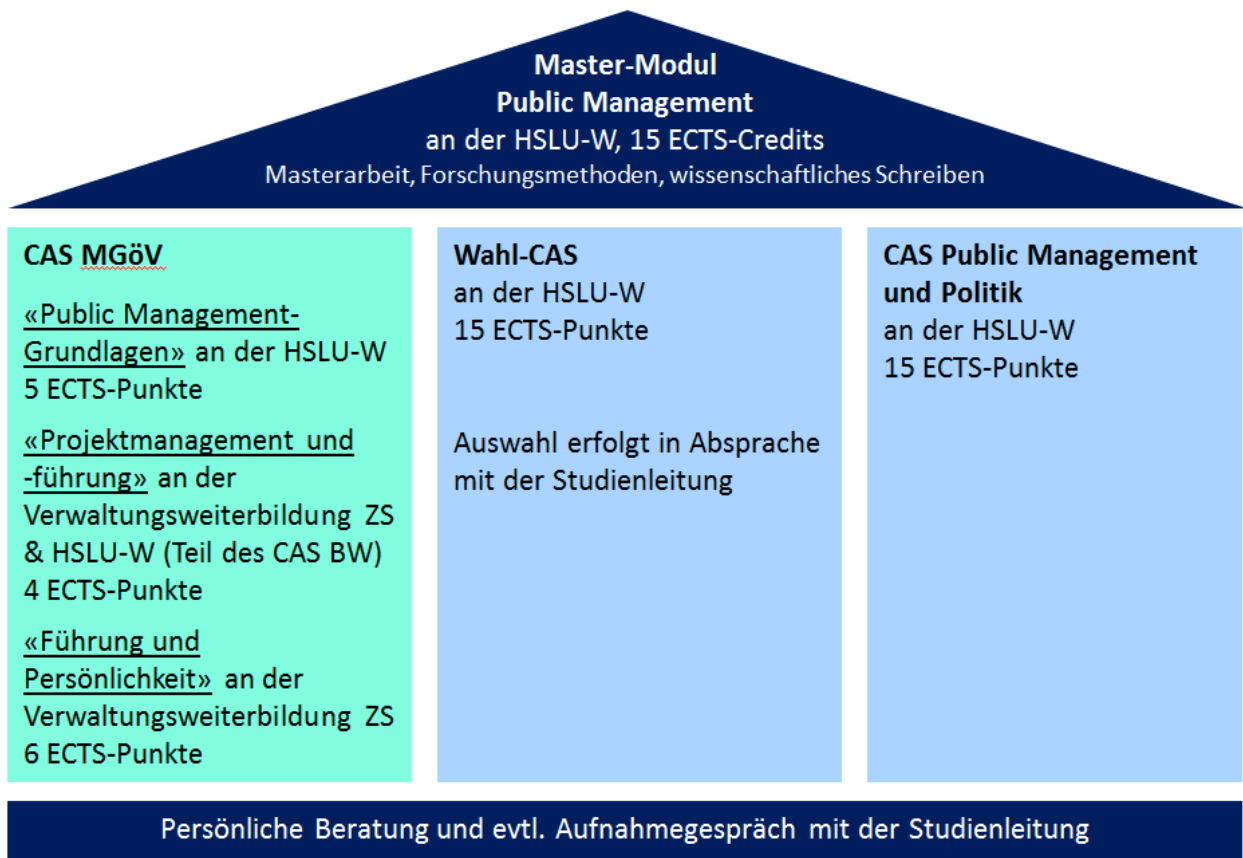 Master-Modul
Public Management
an der HSLU-W, 15 ECTS-Credits
Masterarbeit, Forschungsmethoden, wissenschaftliches Schreiben
CAS MGöV
«Public Management-
Grundlagen» an der HSLU-W
5 ECTS-Punkte
«Projektmanagement und
-führung» an der
Verwaltungsweiterbildung ZS
& HSLU-W (Teil des CAS BW)
4 ECTS-Punkte
«Führung und
Persönlichkeit» an der
Verwaltungsweiterbildung ZS
6 ECTS-Punkte
Wahl-CAS
an der HSLU-W
15 ECTS-Punkte
Auswahl erfolgt in Absprache
mit der Studienleitung
CAS Public Management
und Politik
an der HSLU-W
15 ECTS-Punkte
Persönliche Beratung und evtl. Aufnahmegespräch mit der Studienleitung